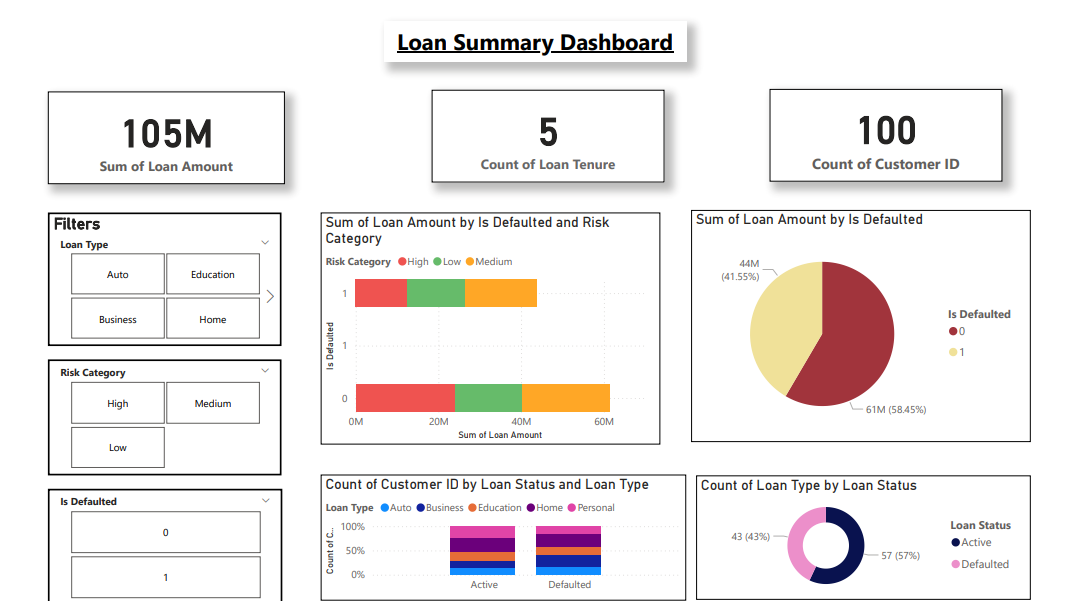 Loan Summary Dashboard
105M
Sum of Loan Amount
5
Count of Loan Tenure
100
Count of Customer ID
Filters
Loan Type
Auto
Education
Business
Home
Risk Category
High
Medium
Low
Is Defaulted
0
1
Sum of Loan Amount by Is Defaulted and Risk
Category
Risk Category High Low Medium
Is Defaulted
1
1
0
0M 20M 40M 60M
Sum of Loan Amount
Sum of Loan Amount by Is Defaulted
44M
(41.55%)
61M (58.45%)
Is Defaulted
0
1
Count of Customer ID by Loan Status and Loan Type
Loan Type Auto Business Education Home Personal
Count of C...
100%
50%
0%
Active Defaulted
Count of Loan Type by Loan Status
43 (43%)
57 (57%)
Loan Status
Active
Defaulted